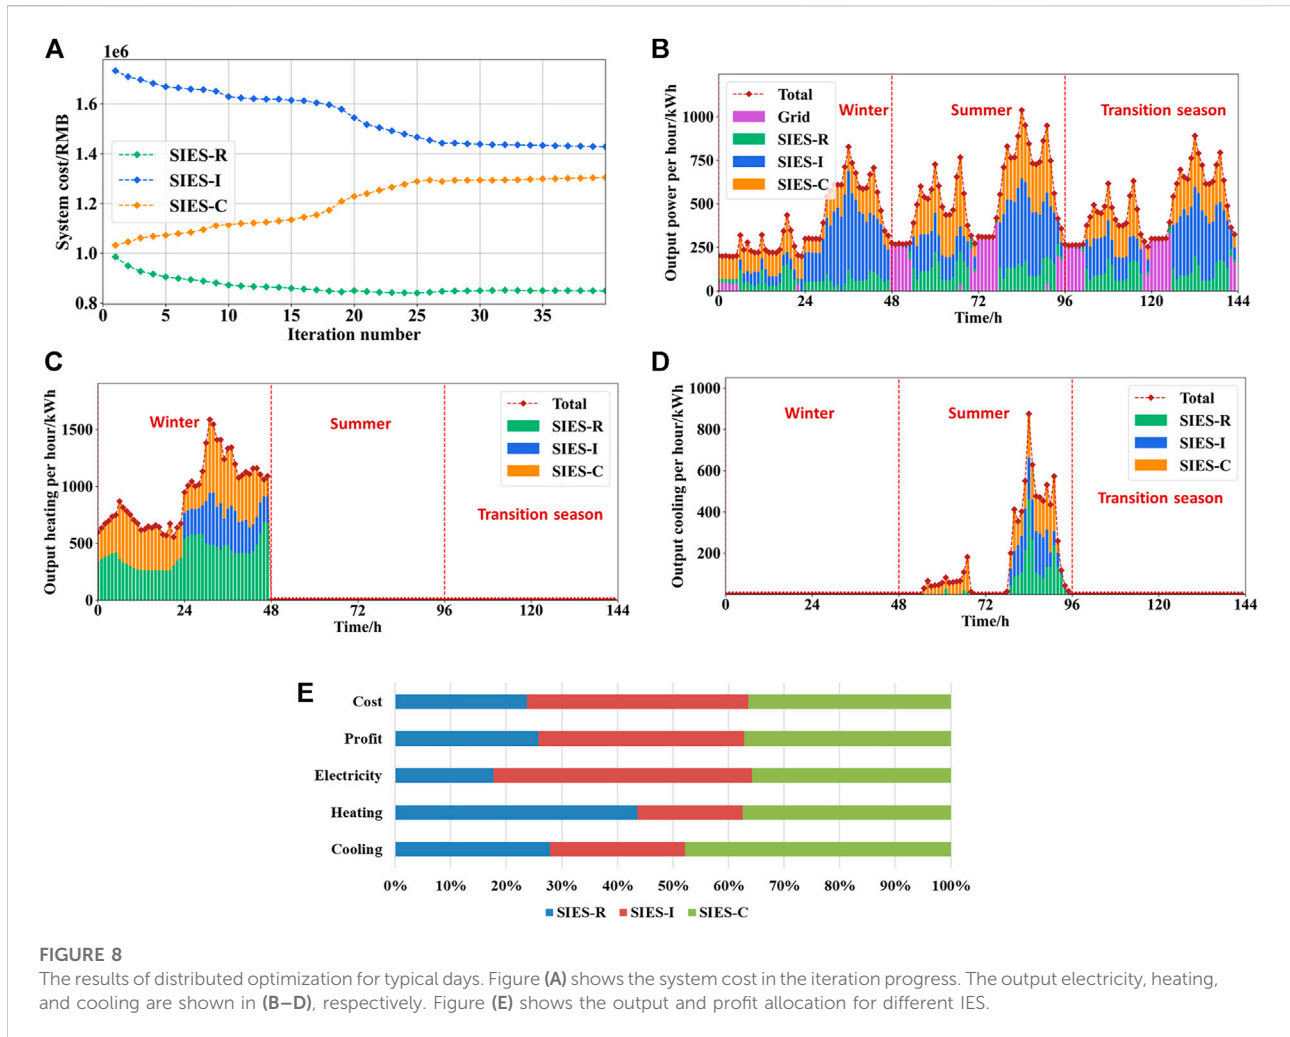 A
1e6
System cost/RMB
1.6
1.4
1.2
1.0
0.8
SIES-R
SIES-I
SIES-C
5
10
15
20
25
30
35
Iteration number
B
Output power per hour/kWh
1000
750
500
250
0
Total
Grid
SIES-R
SIES-I
SIES-C
Winter
Summer
Transition season
0
24
48
72
96
120
144
Time/h
C
Output heating per hour/kWh
1500
1000
500
0
Winter
Summer
Total
SIES-R
SIES-I
SIES-C
Transition season
0
24
48
72
96
120
144
Time/h
D
Output cooling per hour/kWh
1000
800
600
400
200
Winter
Summer
Total
SIES-R
SIES-I
SIES-C
Transition season
0
24
48
72
96
120
144
Time/h
E
Cost
Profit
Electricity
Heating
Cooling
0% 10% 20% 30% 40% 50% 60% 70% 80% 90% 100%
SIES-R SIES-I SIES-C
FIGURE 8
The results of distributed optimization for typical days. Figure (A) shows the system cost in the iteration progress. The output electricity, heating,
and cooling are shown in (B–D), respectively. Figure (E) shows the output and profit allocation for different IES.